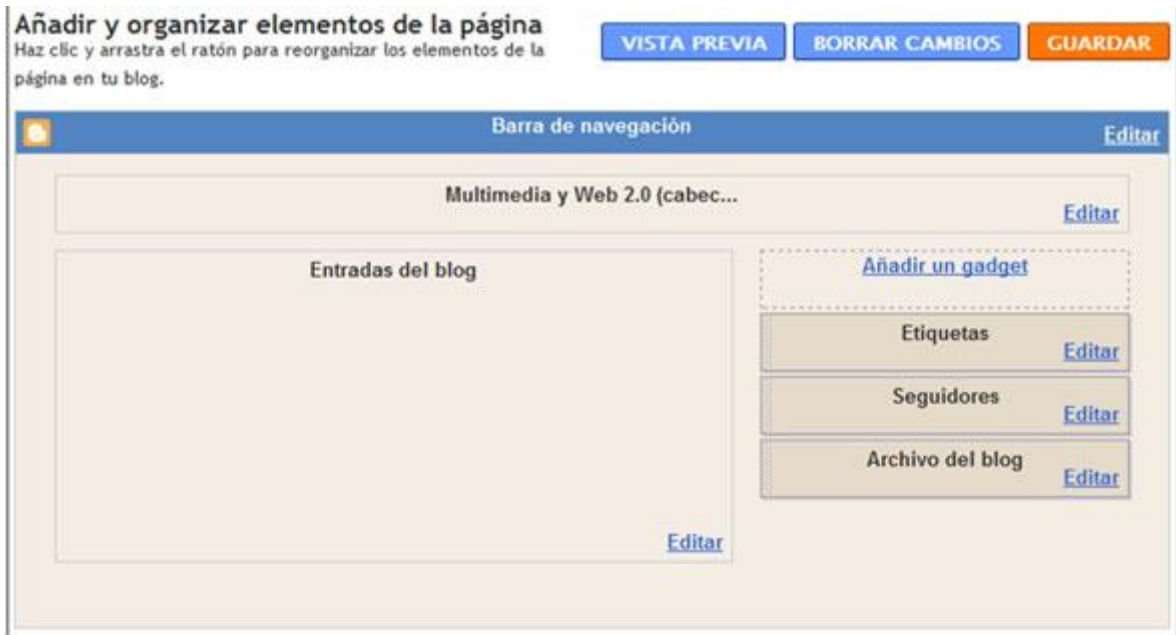 Añadir y organizar elementos de la página
Haz clic y arrastra el ratón para reorganizar los elementos de la
página en tu blog.
VISTA PREVIA
BORRAR CAMBIOS
GUARDAR
Barra de navegación
Editar
Multimedia y Web 2.0 (cabec...
Editar
Entradas del blog
Editar
Añadir un gadget
Etiquetas
Editar
Seguidores
Editar
Archivo del blog
Editar